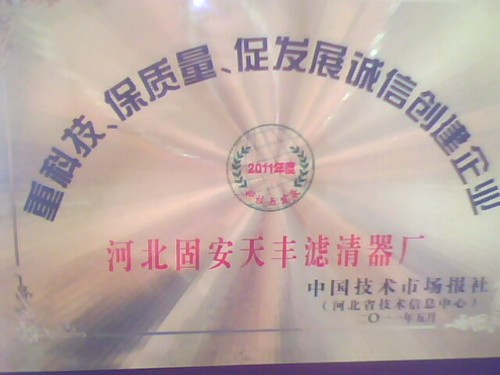 重科技、保质量、促发展诚信创建企业
2011年度
河北固安天丰滤清器厂
中国技术市场报社
(河北省技术信息中心)
二〇一一年五月